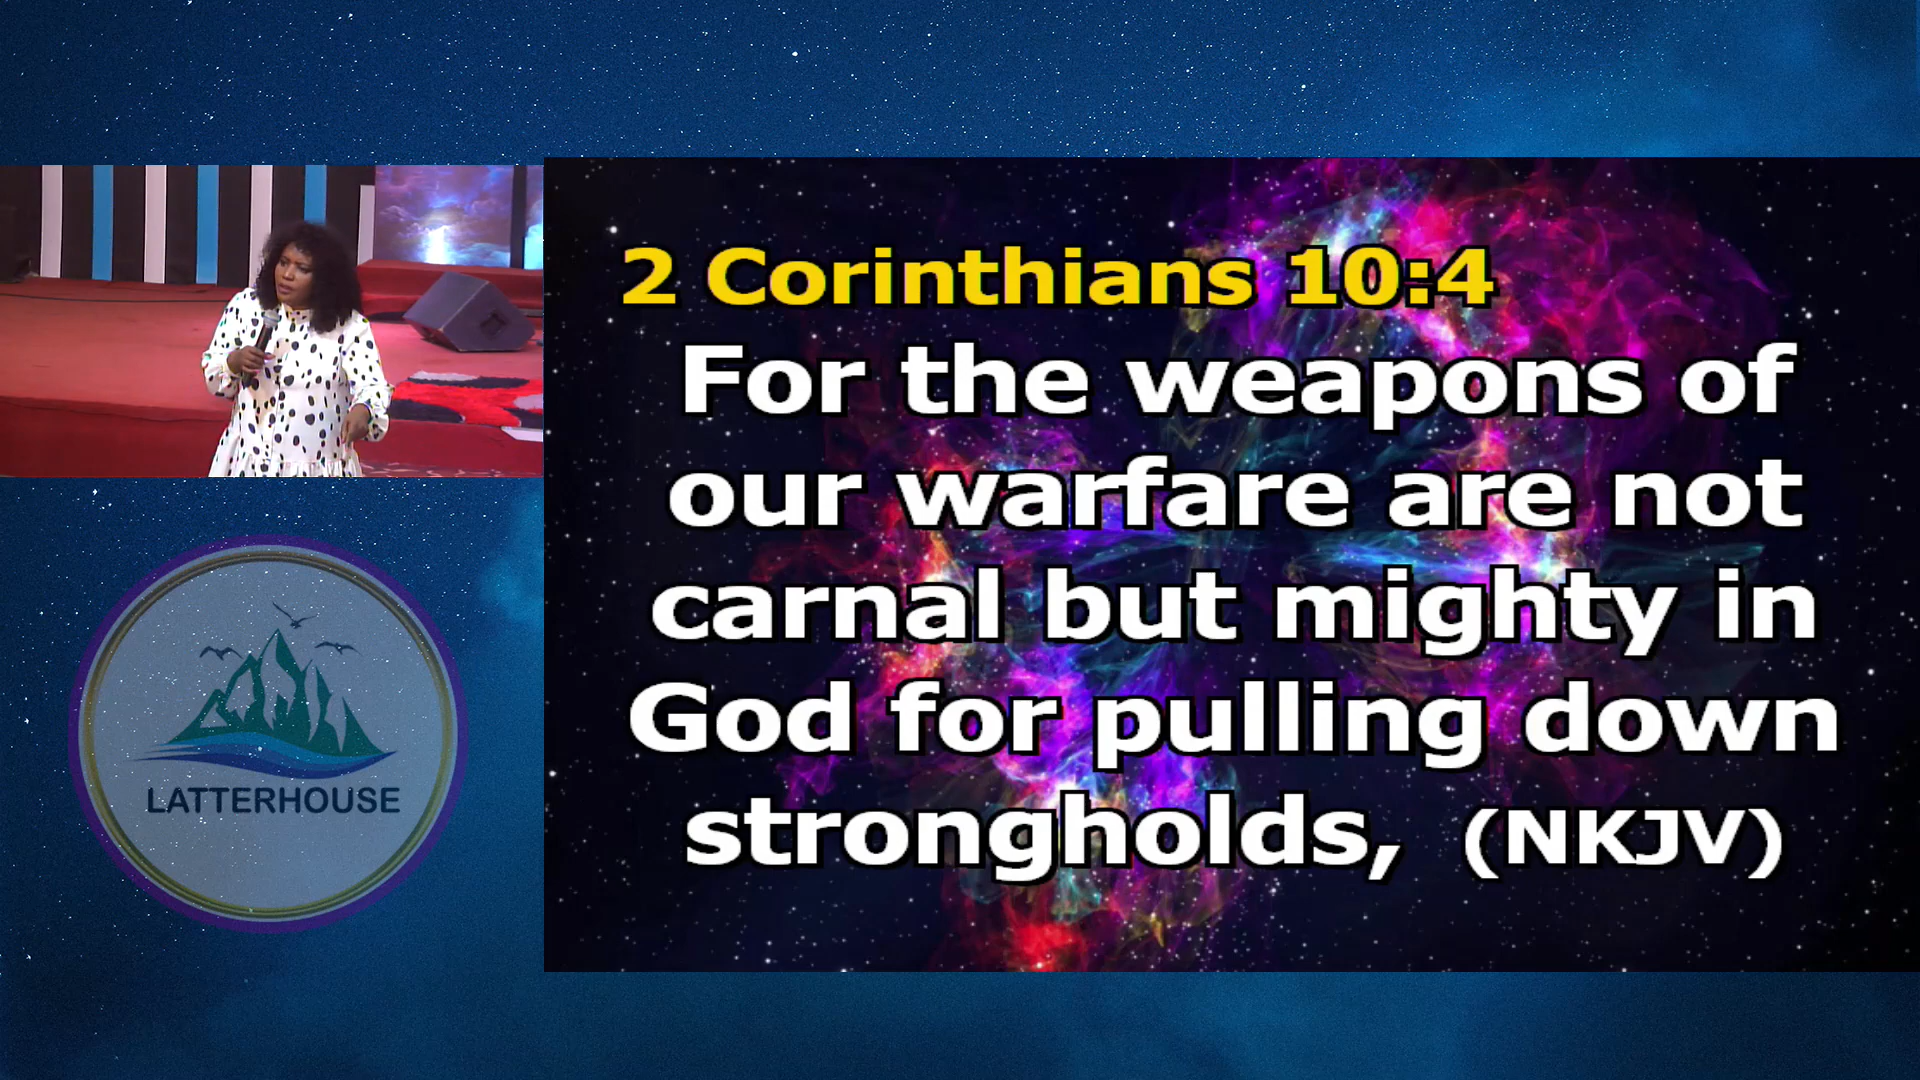 2 Corinthians 10:4
For the weapons of
our warfare are not
carnal but mighty in
God for pulling down
strongholds, (NKJV)
LATTERHOUSE